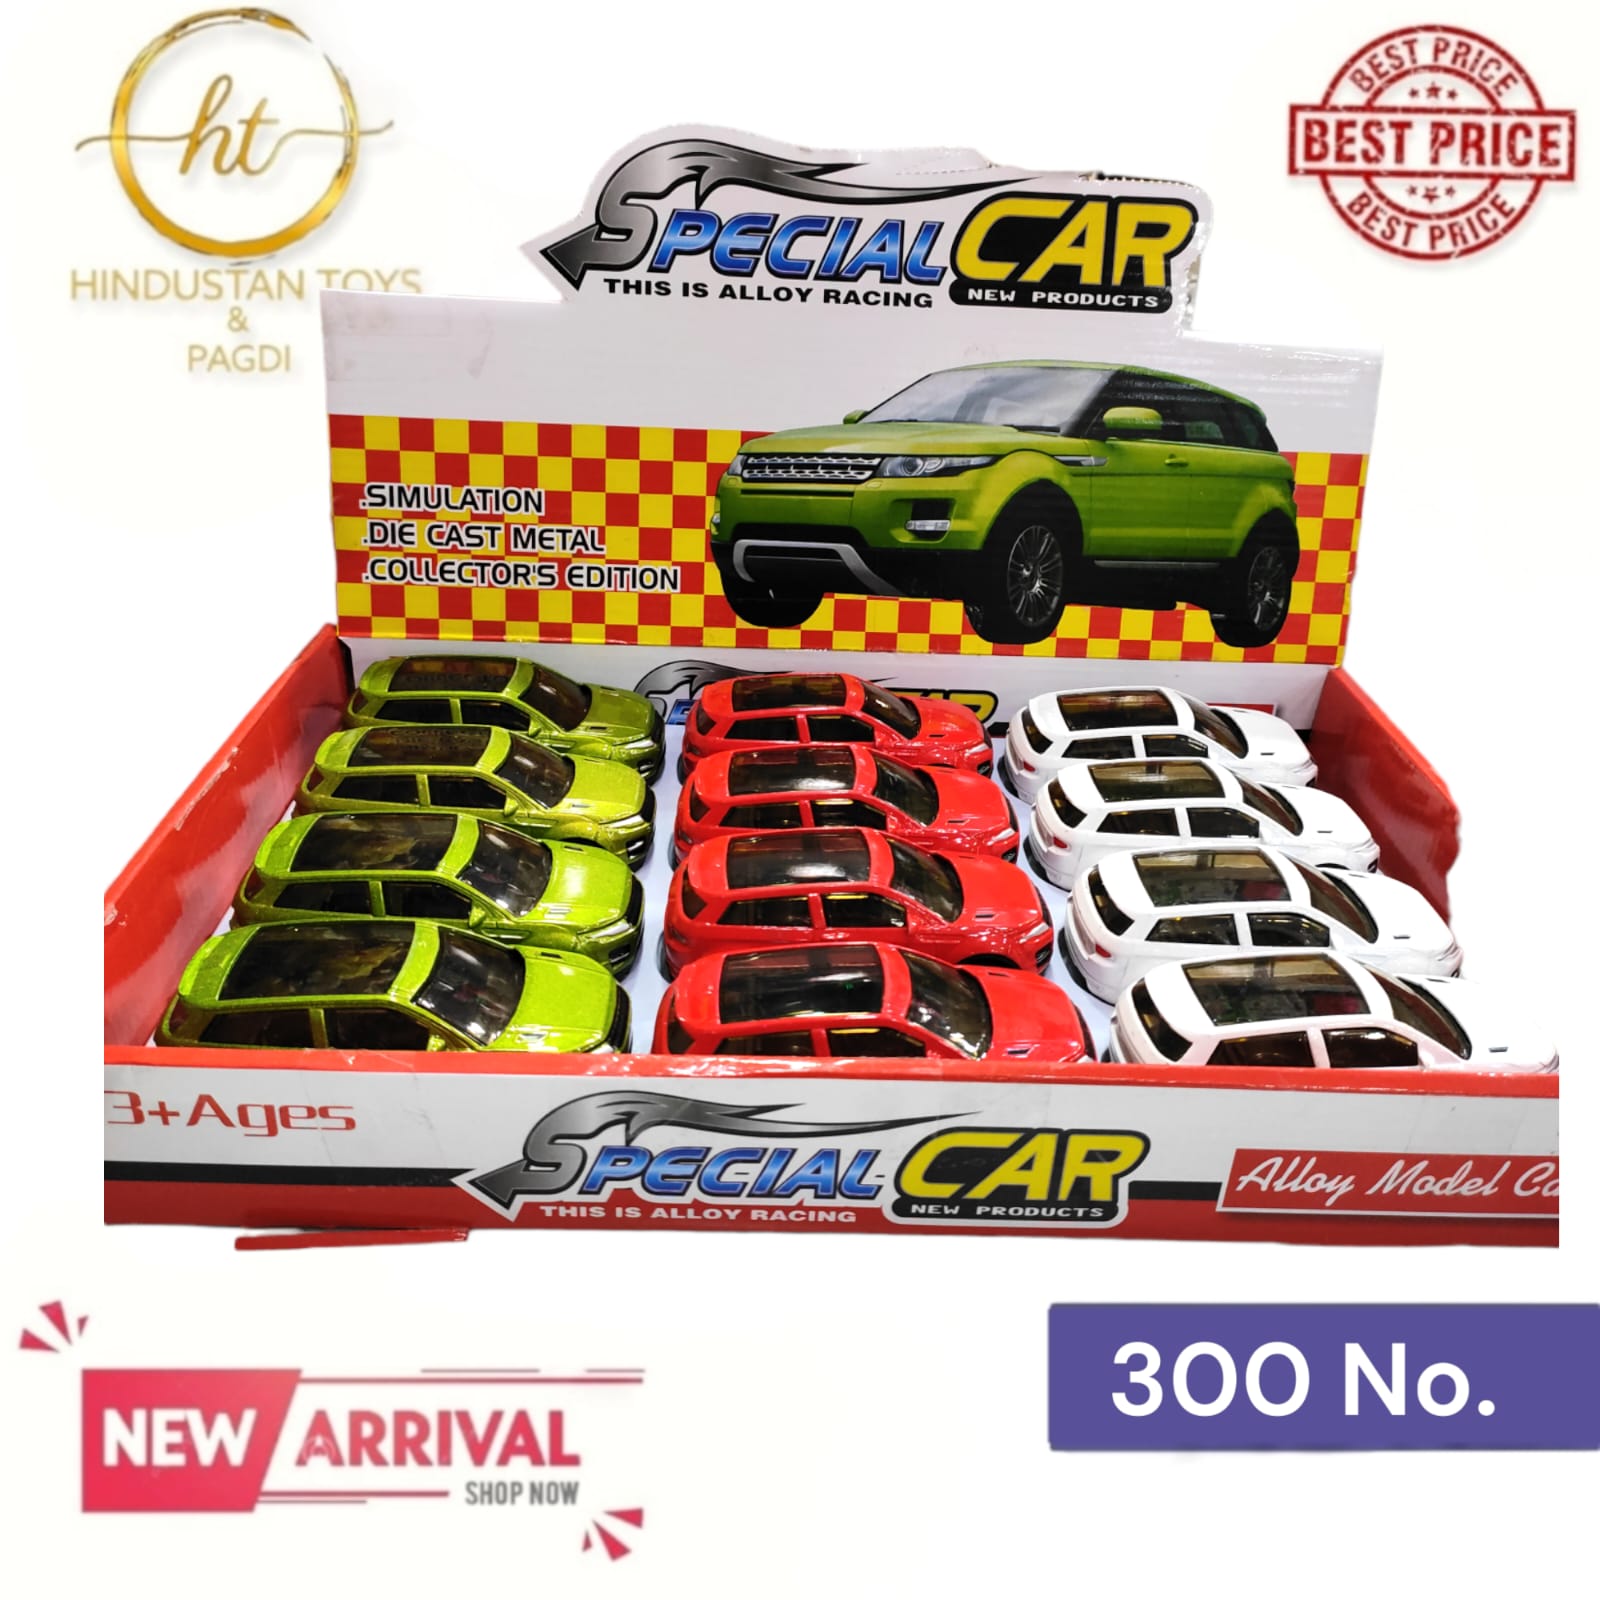 ht
HINDUSTAN TOYS
&
PAGDI
BEST PRICE
BEST PRICE
BEST PRICE
SPECIAL CAR
THIS IS ALLOY RACING
NEW PRODUCTS
.SIMULATION
.DIE CAST METAL
.COLLECTOR'S EDITION
3+Ages
SPECIAL CAR
THIS IS ALLOY RACING
NEW PRODUCTS
Alloy Model Ca
NEW ARRIVAL
SHOP NOW
300 No.